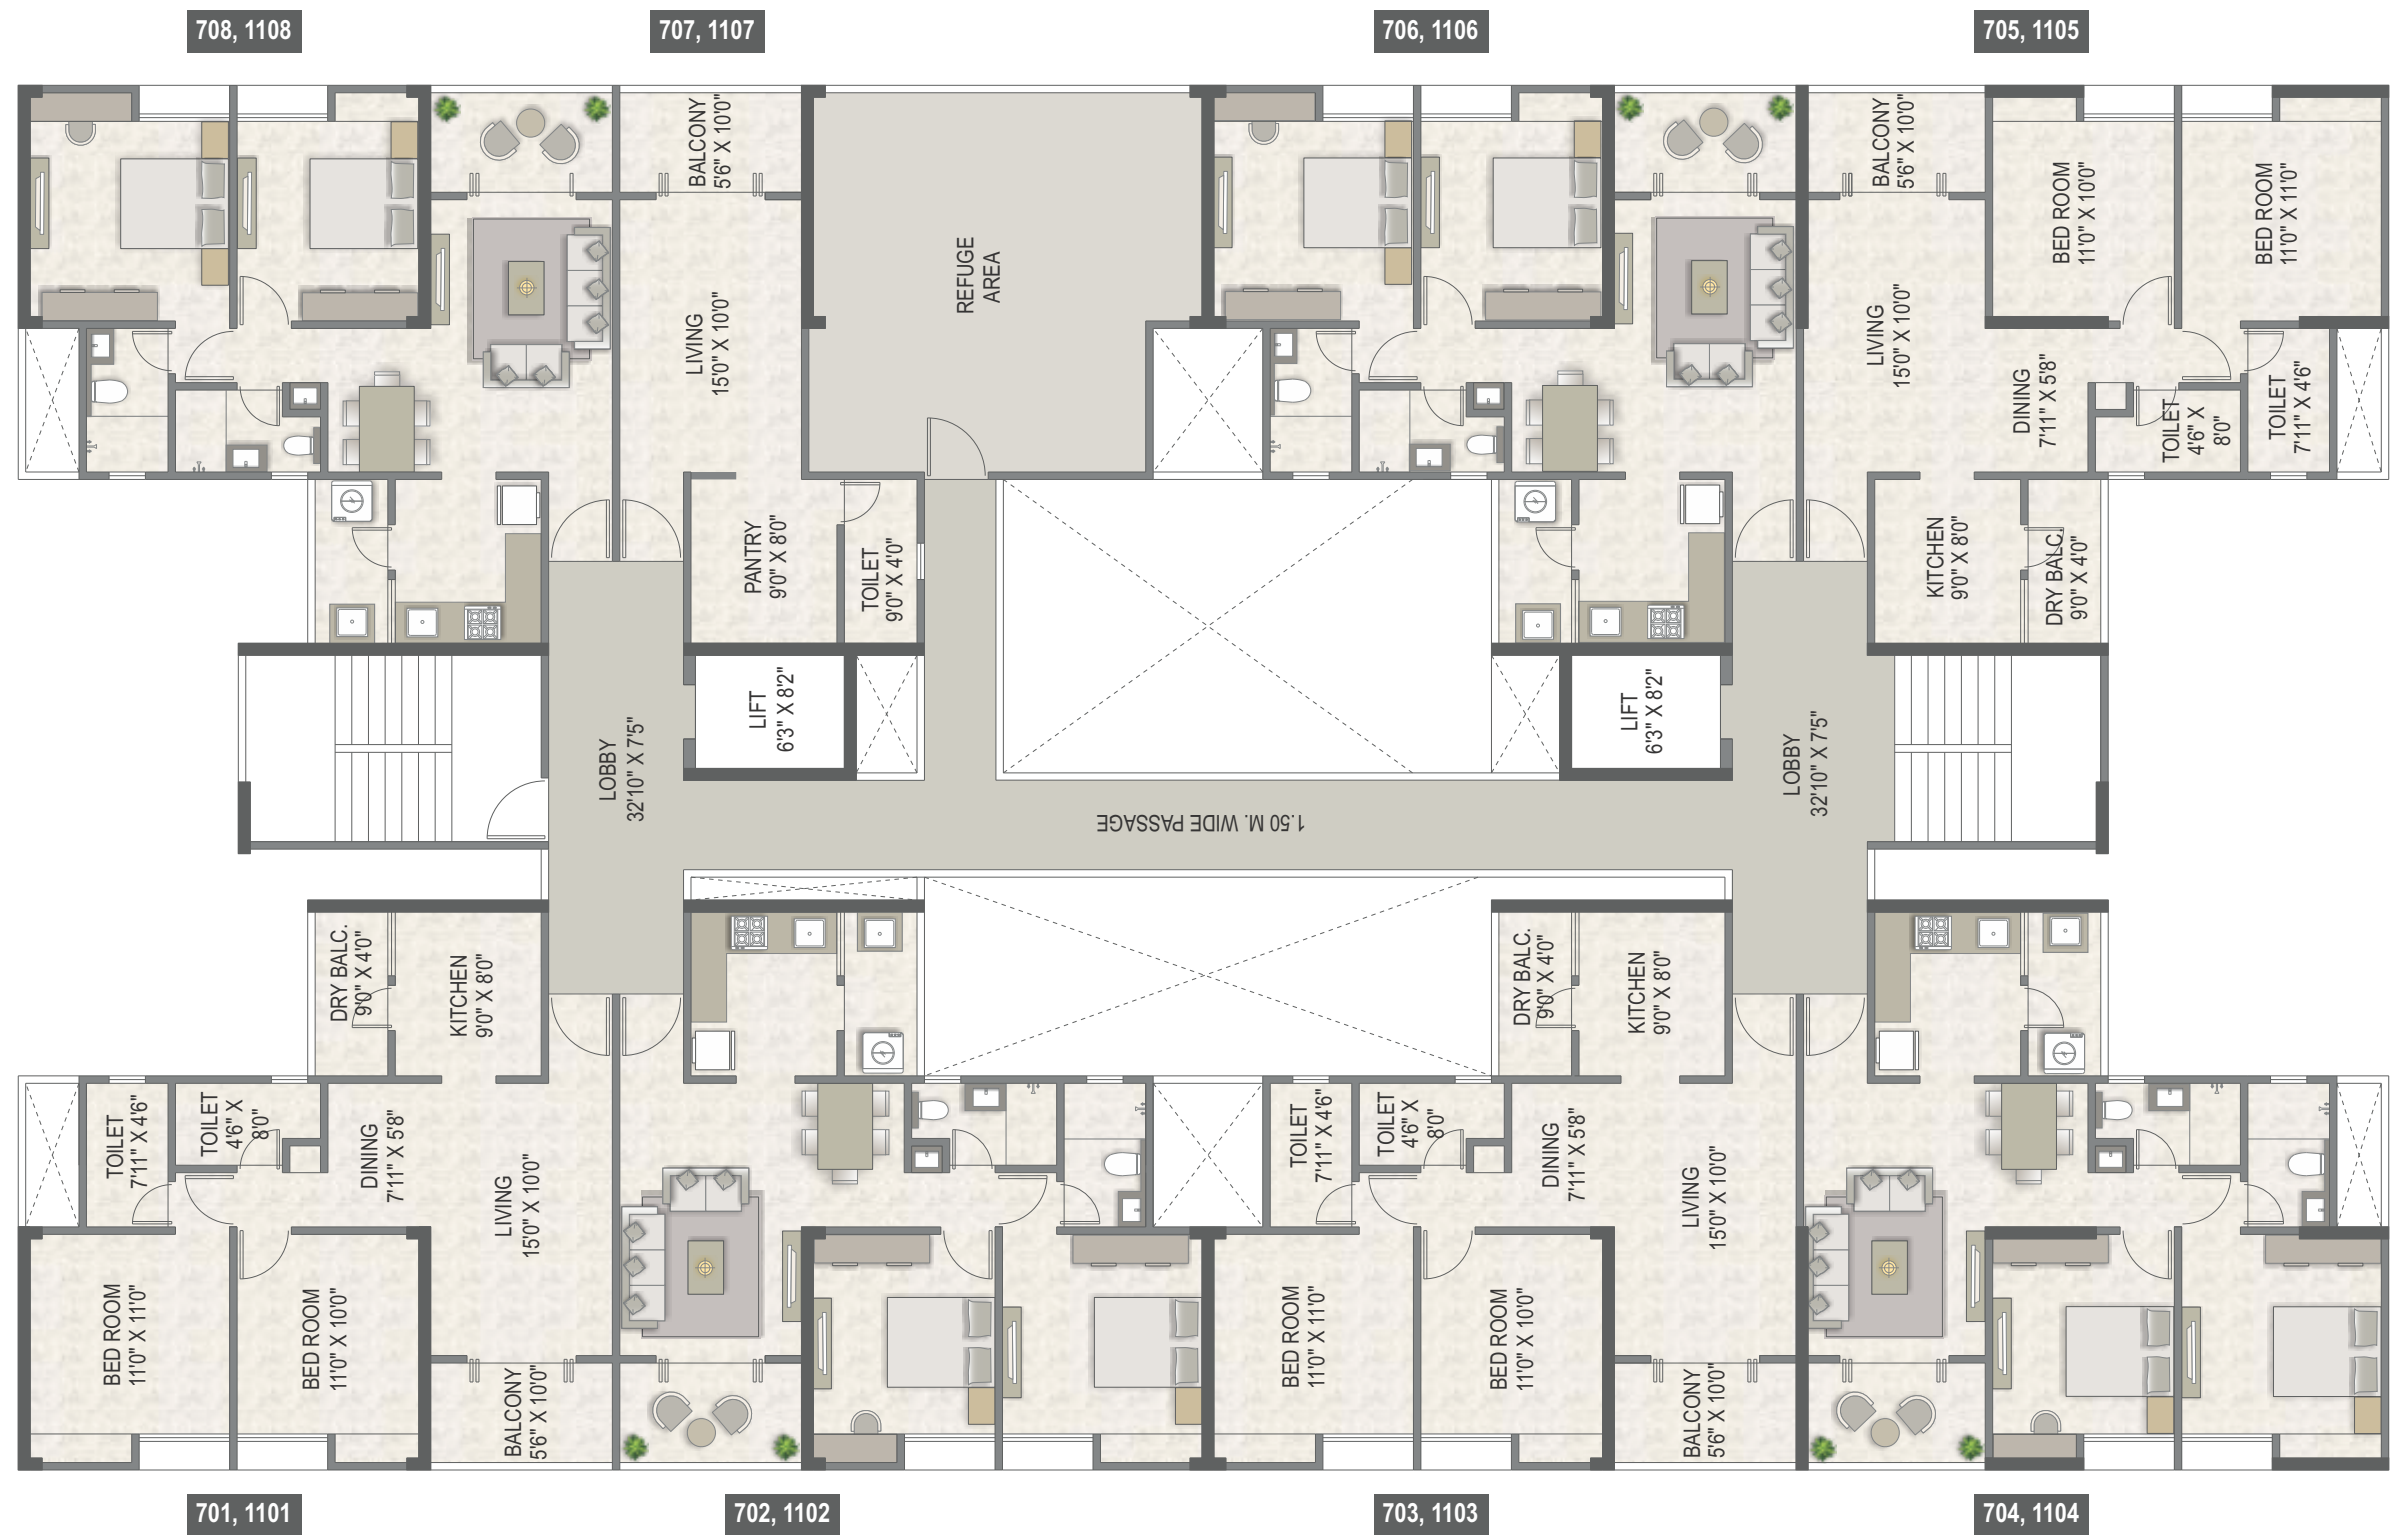 708, 1108
707, 1107
706, 1106
705, 1105
BALCONY
5'6" X 10'0"
BALCONY
5'6" X 10'0"
BED ROOM
11'0" X 10'0"
BED ROOM
11'0" X 11'0"
REFUGE
AREA
LIVING
15'0" X 10'0"
LIVING
15'0" X 10'0"
DINING
7'11" X 5'8"
TOILET
4'6" X
8'0"
TOILET
7'11" X 4'6"
PANTRY
9'0" X 8'0"
TOILET
9'0" X 4'0"
KITCHEN
9'0" X 8'0"
DRY BALC.
9'0" X 4'0"
LIFT
6'3" X 8'2"
LIFT
6'3" X 8'2"
LOBBY
32'10" X 7'5"
LOBBY
32'10" X 7'5"
1.50 M. WIDE PASSAGE
DRY BALC.
9'0" X 4'0"
KITCHEN
9'0" X 8'0"
DRY BALC.
9'0" X 4'0"
KITCHEN
9'0" X 8'0"
TOILET
7'11" X 4'6"
TOILET
4'6" X
8'0"
DINING
7'11" X 5'8"
LIVING
15'0" X 10'0"
TOILET
7'11" X 4'6"
TOILET
4'6" X
8'0"
DINING
7'11" X 5'8"
LIVING
15'0" X 10'0"
BED ROOM
11'0" X 11'0"
BED ROOM
11'0" X 10'0"
BALCONY
5'6" X 10'0"
BED ROOM
11'0" X 11'0"
BED ROOM
11'0" X 10'0"
BALCONY
5'6" X 10'0"
701, 1101
702, 1102
703, 1103
704, 1104